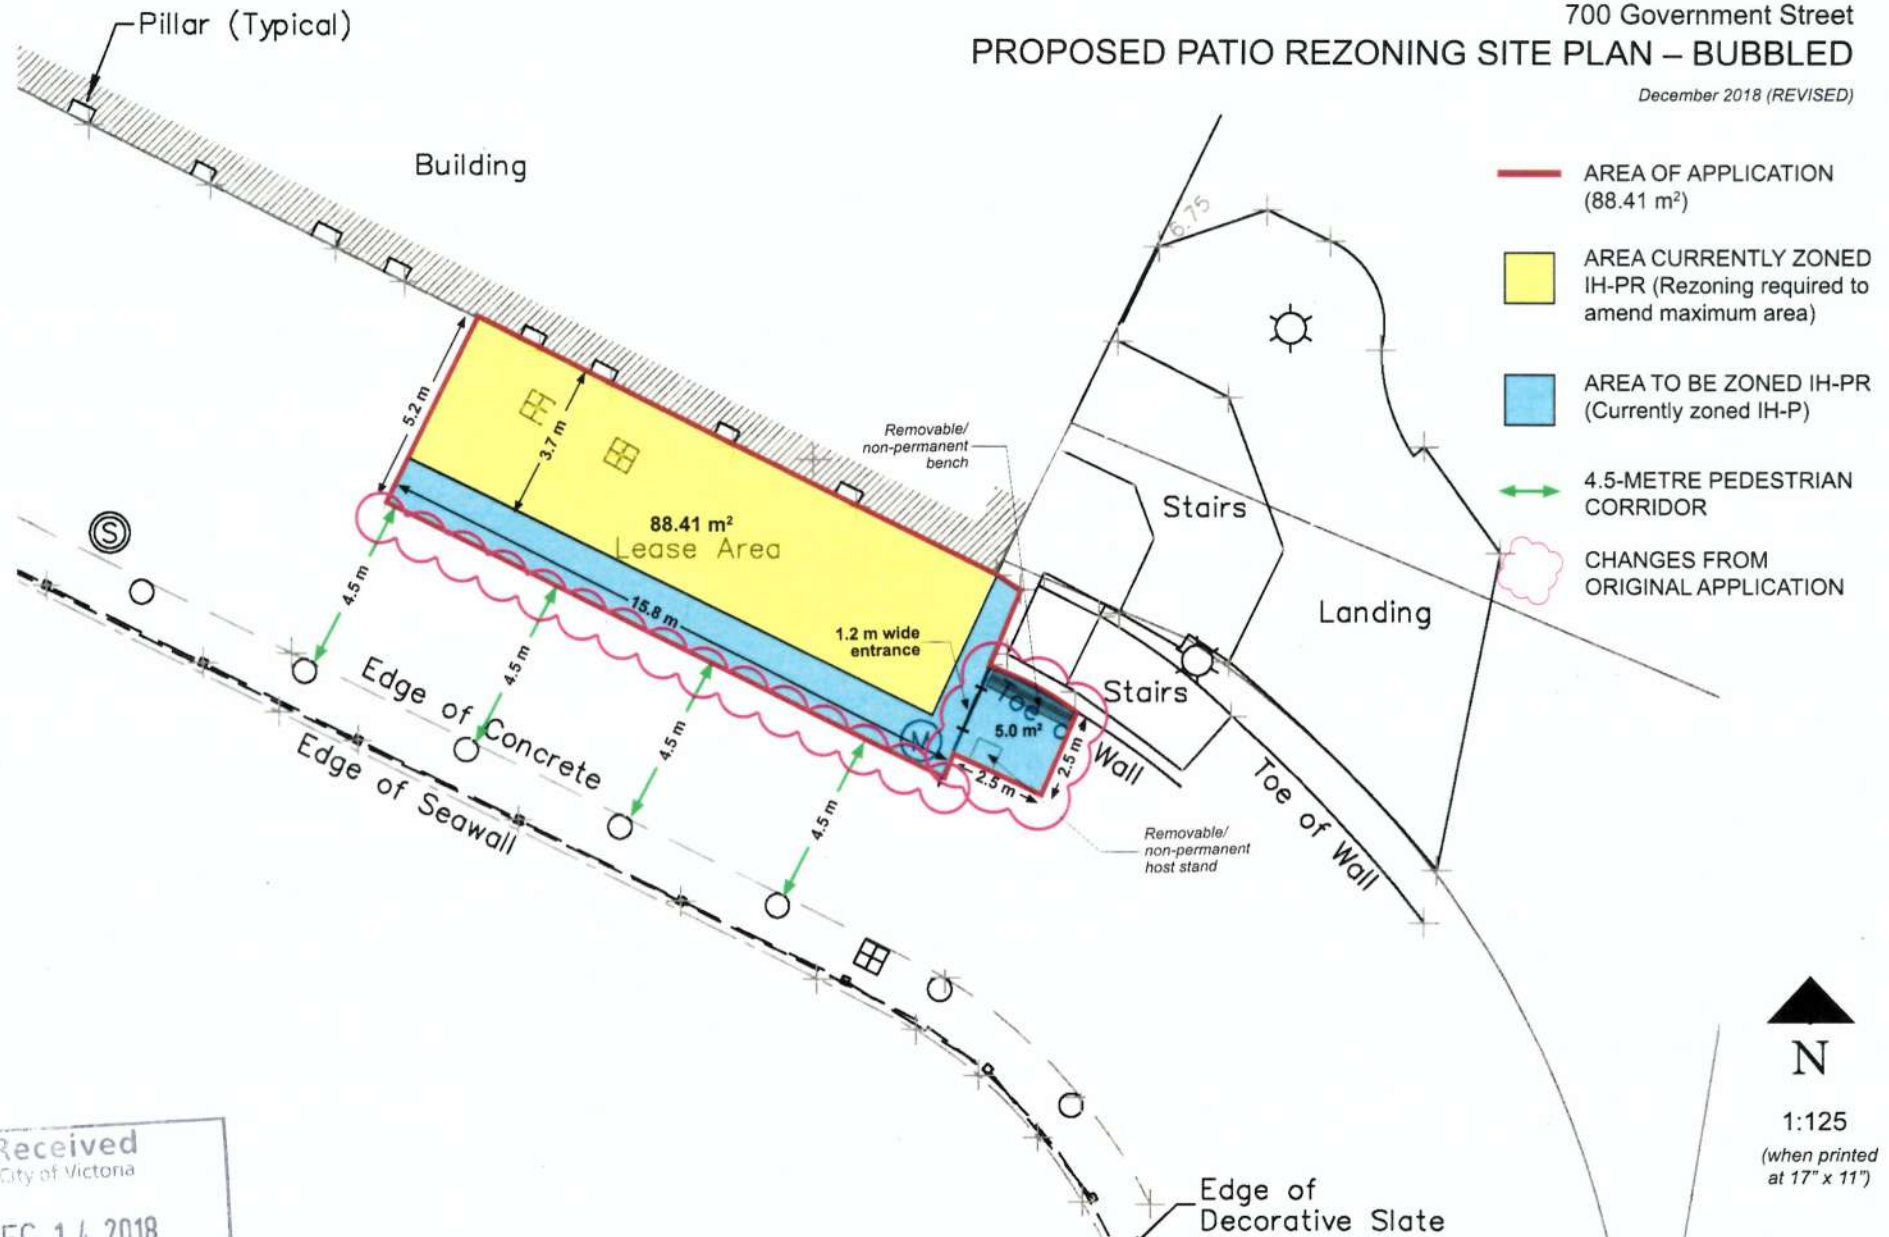 700 Government Street
PROPOSED PATIO REZONING SITE PLAN – BUBBLED
December 2018 (REVISED)
AREA OF APPLICATION
(88.41 m²)
AREA CURRENTLY ZONED
IH-PR (Rezoning required to
amend maximum area)
AREA TO BE ZONED IH-PR
(Currently zoned IH-P)
4.5-METRE PEDESTRIAN
CORRIDOR
CHANGES FROM
ORIGINAL APPLICATION
Pillar (Typical)
Building
6.75
5.2 m
3.7 m
Removable/
non-permanent
bench
88.41 m²
Lease Area
15.8 m
1.2 m wide
entrance
Stairs
Landing
Stairs
Toe
5.0 m²
M
2.5 m
2.5 m
Wall
Toe of Wall
Removable/
non-permanent
host stand
S
4.5 m
4.5 m
4.5 m
4.5 m
Edge of Concrete
Edge of Seawall
Edge of
Decorative Slate
N
1:125
(when printed
at 17" x 11")
Received
City of Victoria
14 2018